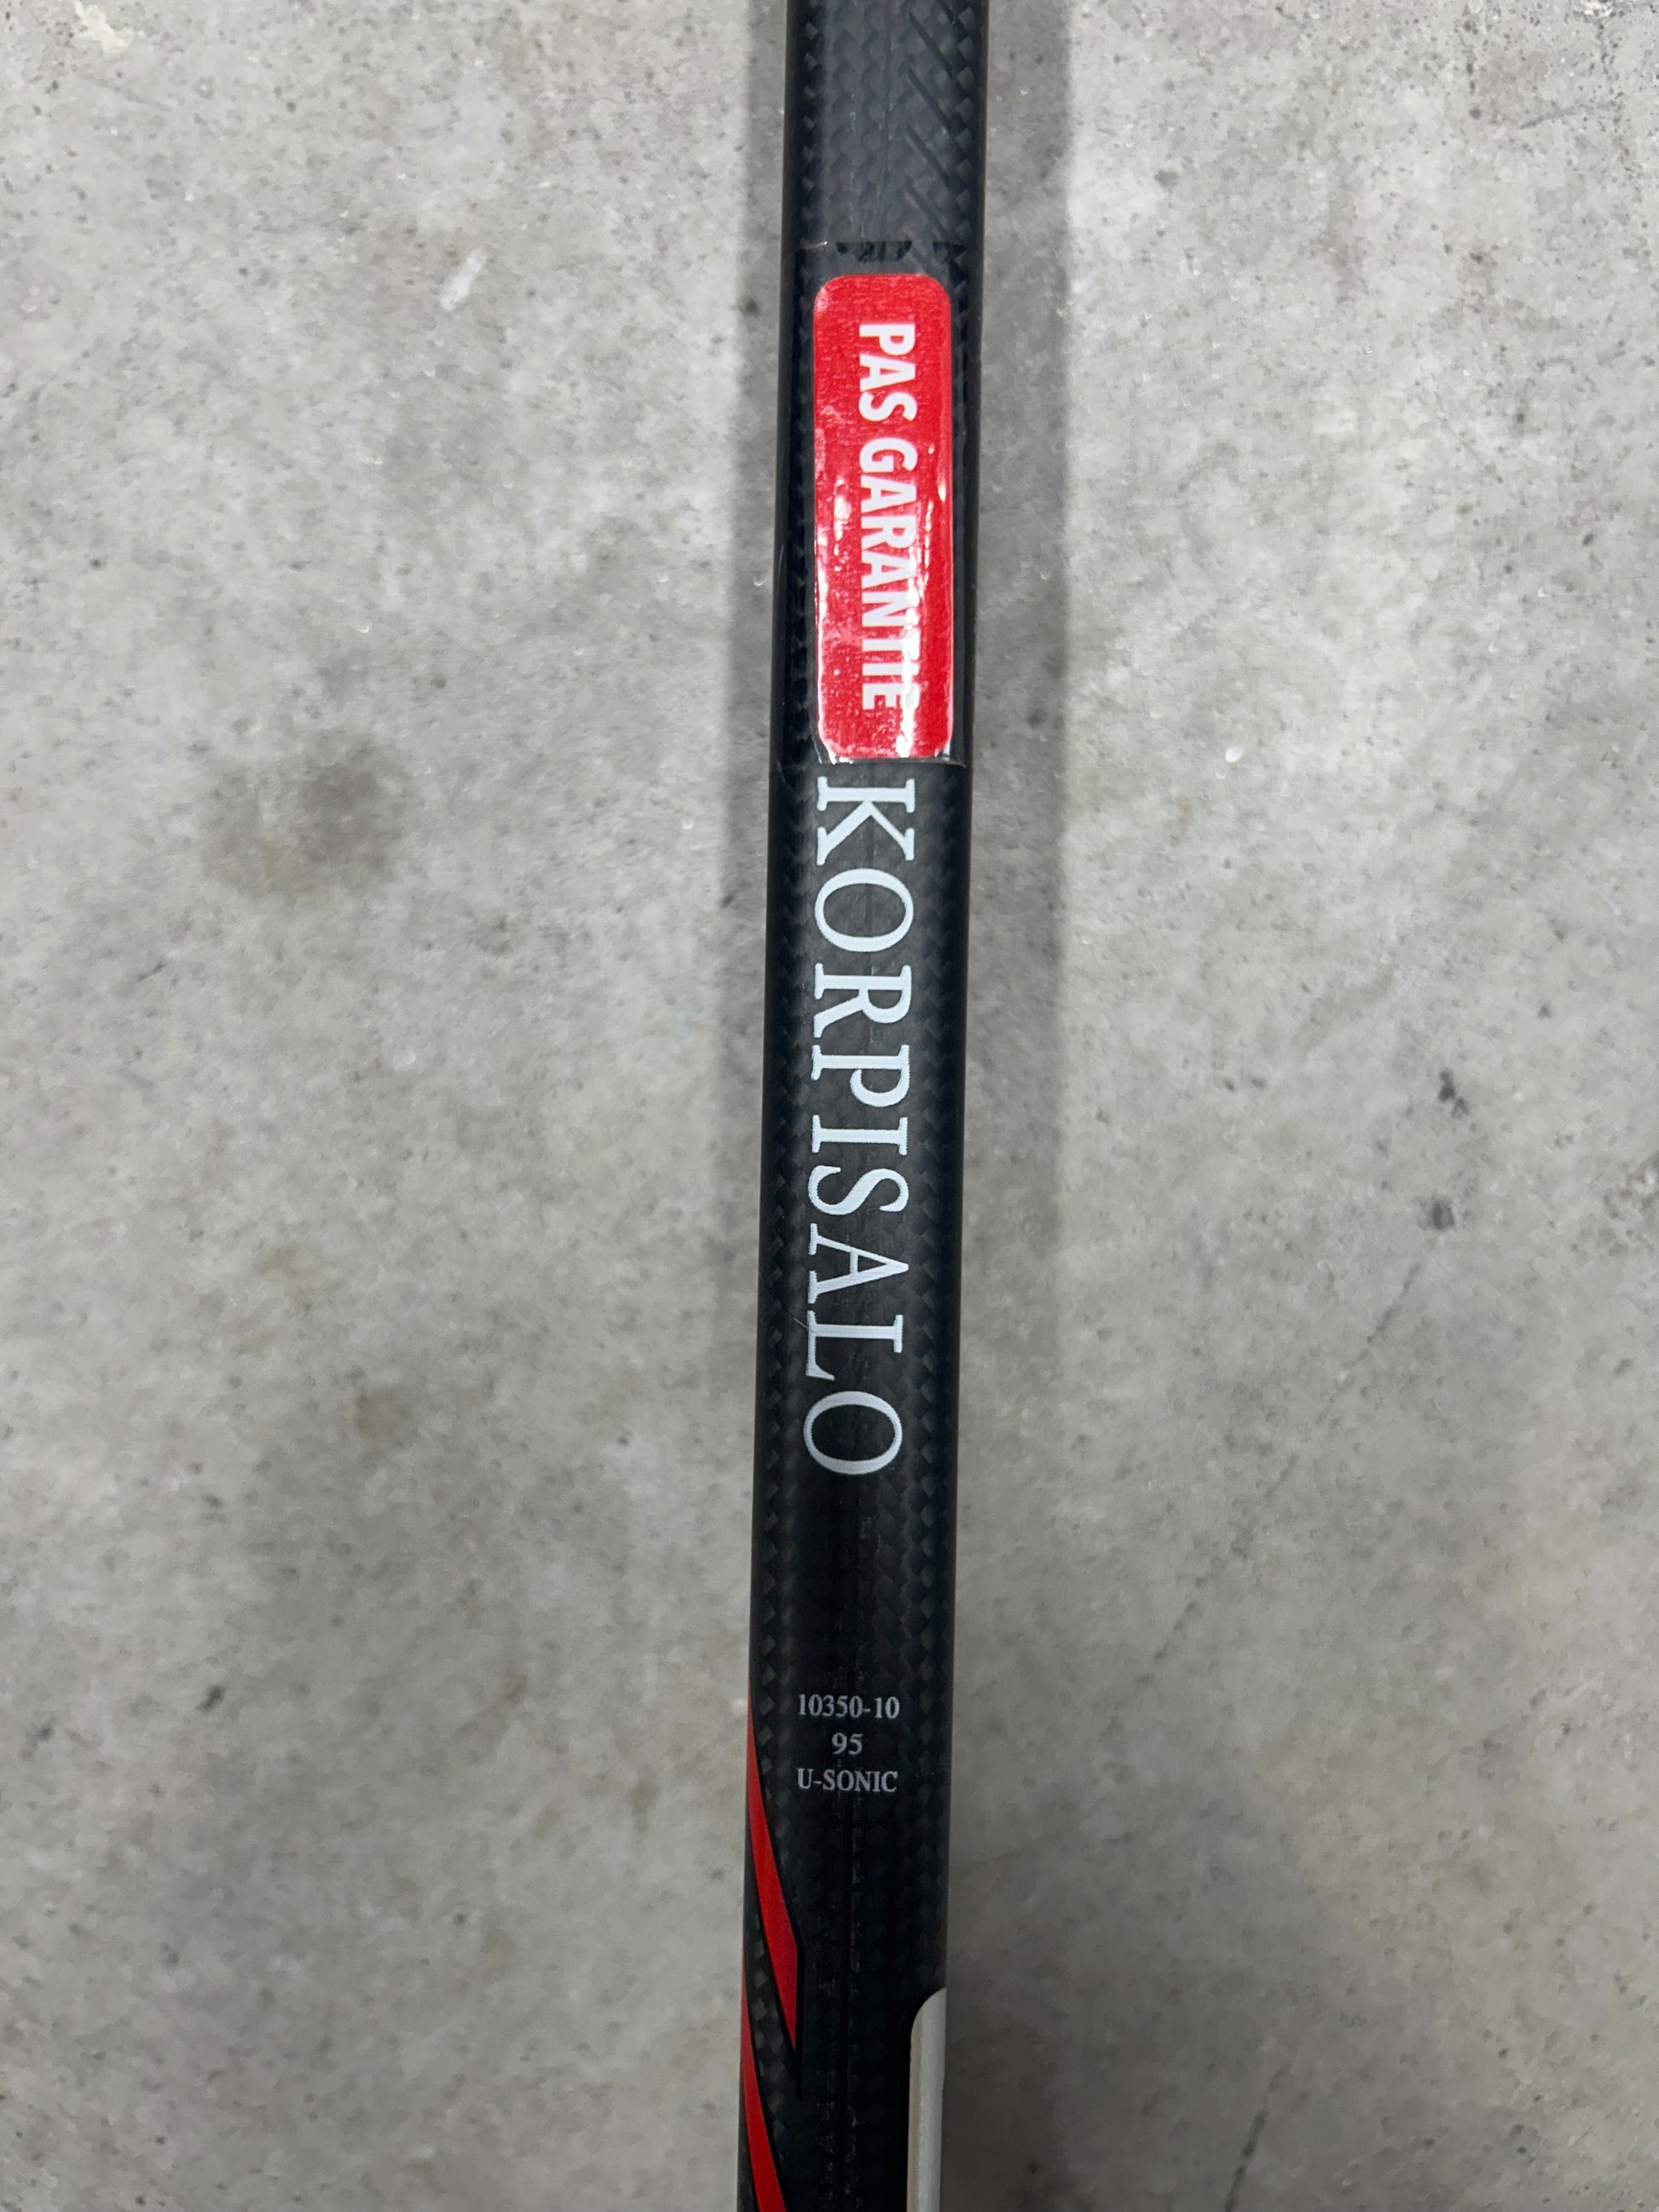 PAS GARANTIE
KORPISALO
10350-10
95
U-SONIC